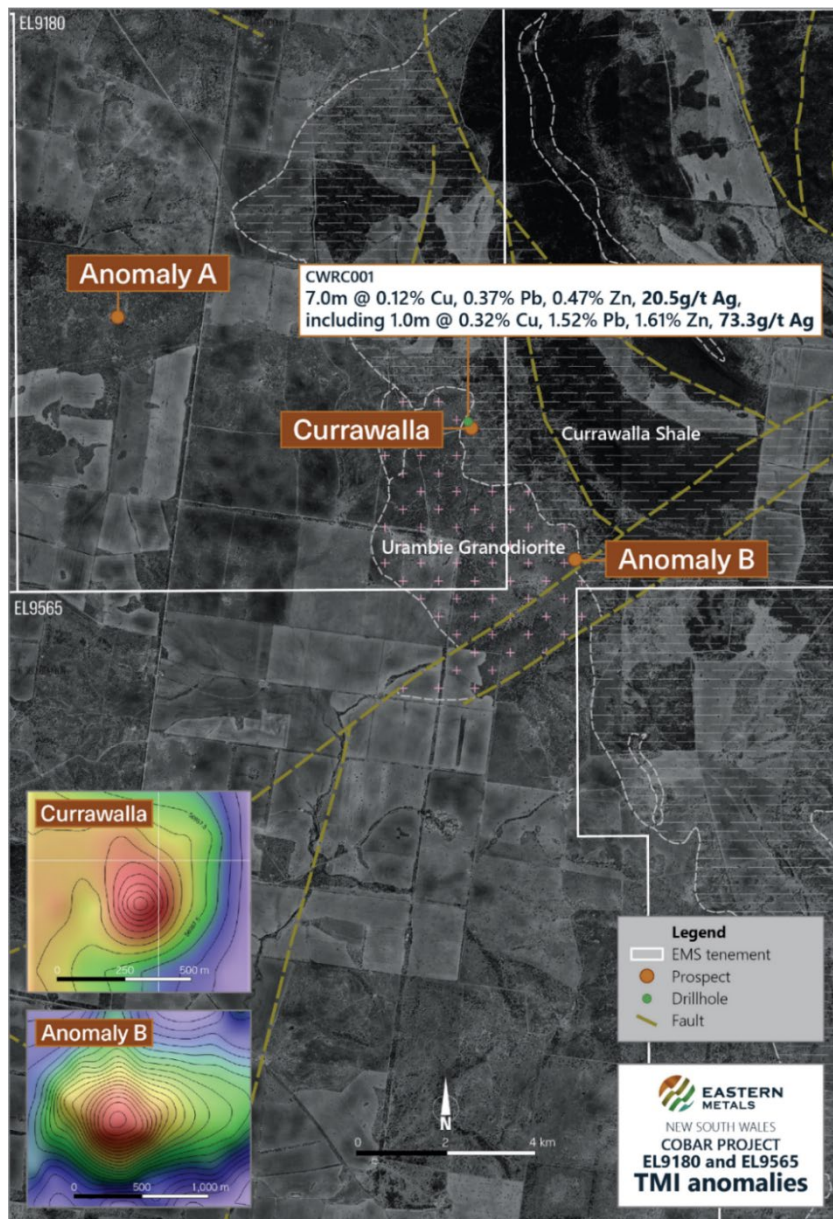 EL9180
Anomaly A
CWRC001
7.0m @ 0.12% Cu, 0.37% Pb, 0.47% Zn, 20.5g/t Ag,
including 1.0m @ 0.32% Cu, 1.52% Pb, 1.61% Zn, 73.3g/t Ag
Currawalla
Currawalla Shale
Urambie Granodiorite
Anomaly B
EL9565
Currawalla
0 250 500 m
Anomaly B
0 500 1,000 m
N
0 2 4 km
Legend
EMS tenement
Prospect
Drillhole
Fault
EASTERN
METALS
NEW SOUTH WALES
COBAR PROJECT
EL9180 and EL9565
TMI anomalies